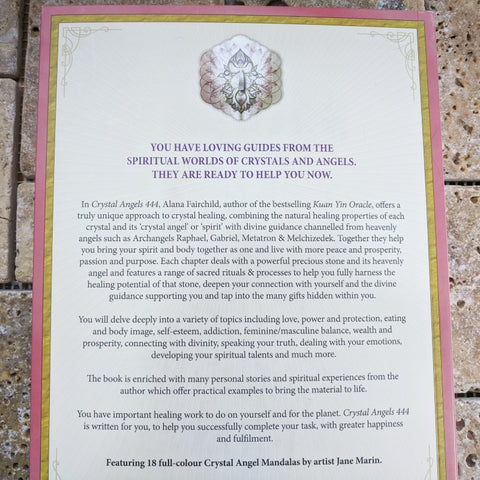 YOU HAVE LOVING GUIDES FROM THE
SPIRITUAL WORLDS OF CRYSTALS AND ANGELS.
THEY ARE READY TO HELP YOU NOW.
In Crystal Angels 444, Alana Fairchild, author of the bestselling Kuan Yin Oracle, offers a
truly unique approach to crystal healing, combining the natural healing properties of each
crystal and its 'crystal angel' or 'spirit' with divine guidance channelled from heavenly
angels such as Archangels Raphael, Gabriel, Metatron & Melchizedek. Together they help
you bring your spirit and body together as one and live with more peace and prosperity,
passion and purpose. Each chapter deals with a powerful precious stone and its heavenly
angel and features a range of sacred rituals & processes to help you fully harness the
healing potential of that stone, deepen your connection with yourself and the divine
guidance supporting you and tap into the many gifts hidden within you.
You will delve deeply into a variety of topics including love, power and protection, eating
and body image, self-esteem, addiction, feminine/masculine balance, wealth and
prosperity, connecting with divinity, speaking your truth, dealing with your emotions,
developing your spiritual talents and much more.
The book is enriched with many personal stories and spiritual experiences from the
author which offer practical examples to bring the material to life.
You have important healing work to do on yourself and for the planet. Crystal Angels 444
is written for you, to help you successfully complete your task, with greater happiness
and fulfilment.
Featuring 18 full-colour Crystal Angel Mandalas by artist Jane Marin.